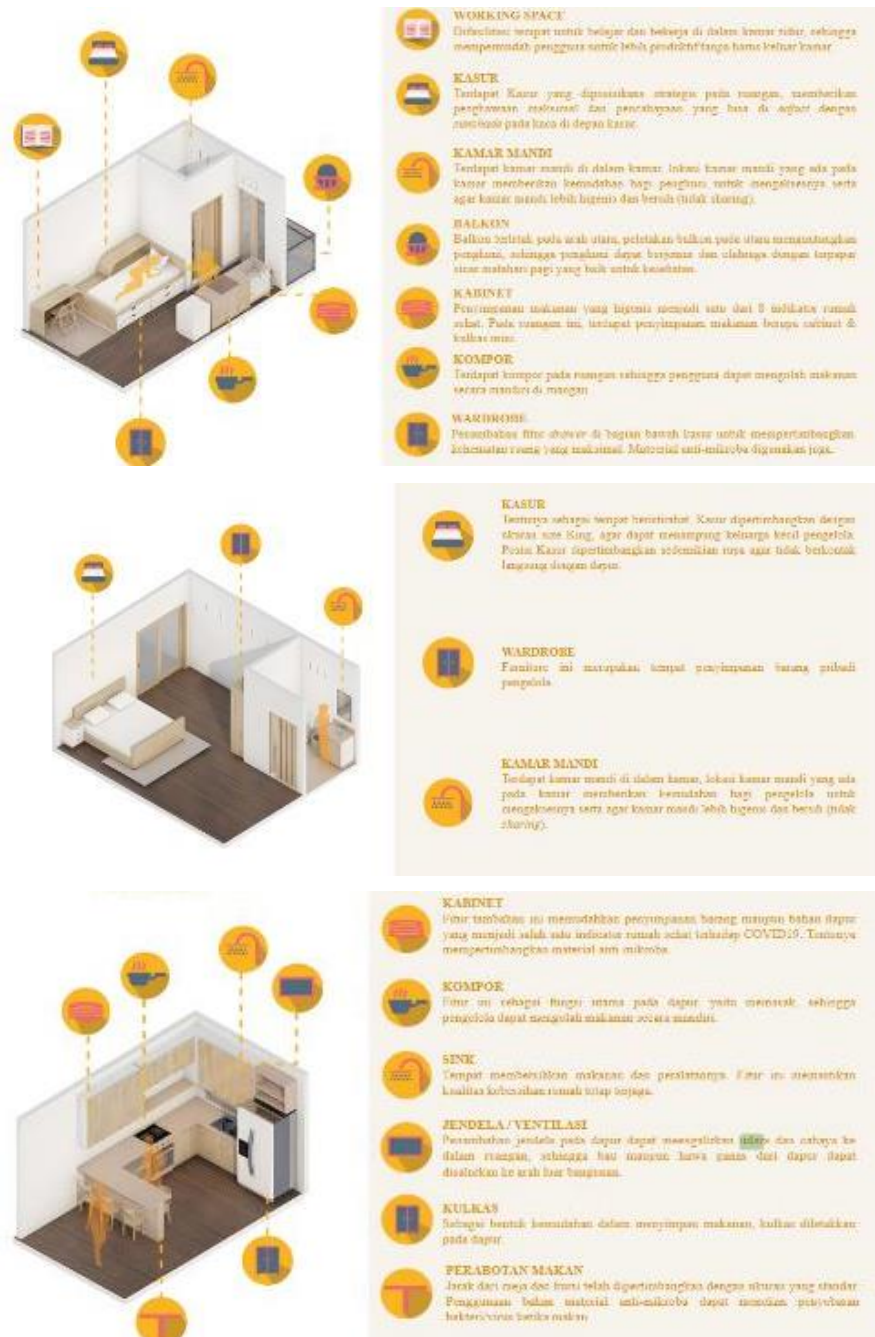 WORKING SPACE
Difasilitasi tempat untuk belajar dan bekerja di dalam kamar tidur, sehingga
mempermudah pengguna untuk lebih produktif tanpa harus keluar kamar
KASUR
Terdapat Kasur yang diposisikan strategis pada ruangan, memberikan
penghawaan maksimal dan pencahayaan yang bisa di adjust dengan
pada kaca di depan kasur.
KAMAR MANDI
Terdapat kamar mandi di dalam kamar, lokasi kamar mandi yang ada pada
kamar memberikan kemudahan bagi penghuni untuk mengaksesnya serta
agar kamar mandi lebih higenis dan bersih (tidak sharing).
BALKON
Balkon terletak pada arah utara, peletakan balkon pada utara menguntungkan
penghuni, sehingga penghuni dapat berjemur dan olahraga dengan terpapar
sinar matahari pagi yang baik untuk kesehatan.
KABINET
Penyimpanan makanan yang higenis menjadi satu dari 8 indikator rumah
sehat. Pada ruangan ini, terdapat penyimpanan makanan berupa cabinet &
kulkas mini.
KOMPOR
Terdapat kompor pada ruangan sehingga pengguna dapat mengolah makanan
secara mandiri di ruangan
WARDROBE
Penambahan fitur drawer di bagian bawah kasur untuk mempertimbangkan
kehematan ruang yang maksimal. Material anti-mikroba digunakan juga.
KASUR
Tentunya sebagai tempat beristirahat. Kasur dipertimbangkan dengan
ukuran size King, agar dapat menampung keluarga kecil pengelola.
Posisi Kasur dipertimbangkan sedemikian rupa agar tidak berkontak
langsung dengan dapur.
WARDROBE
Furniture ini merupakan tempat penyimpanan barang pribadi
pengelola
KAMAR MANDI
Terdapat kamar mandi di dalam kamar, lokasi kamar mandi yang ada
pada kamar memberikan kemudahan bagi pengelola untuk
mengaksesnya serta agar kamar mandi lebih higenis dan bersih (tidak
sharing).
KABINET
Fitur tambahan ini memudahkan penyimpanan barang maupun bahan dapur
yang menjadi salah satu indicator rumah sehat terhadap COVID19. Tentunya
mempertimbangkan material anti mikroba.
KOMPOR
Fitur ini sebagai fungsi utama pada dapur yaitu memasak, sehingga
pengelola dapat mengolah makanan secara mandiri.
SINK
Tempat membersihkan makanan dan peralatannya. Fitur ini memastikan
kualitas kebersihan rumah tetap terjaga.
JENDELA / VENTILASI
Penambahan jendela pada dapur dapat mengalirkan udara dan cahaya ke
dalam ruangan, sehingga bau maupun hawa panas dari dapur dapat
disalurkan ke arah luar bangunan.
KULKAS
Sebagai bentuk kemudahan dalam menyimpan makanan, kulkas diletakkan
pada dapur
PERABOTAN MAKAN
Jarak dari meja dan kursi telah dipertimbangkan dengan ukuran yang standar
Penggunaan bahan material anti-mikroba dapat menekan penyebaran
bakteri/virus ketika makan